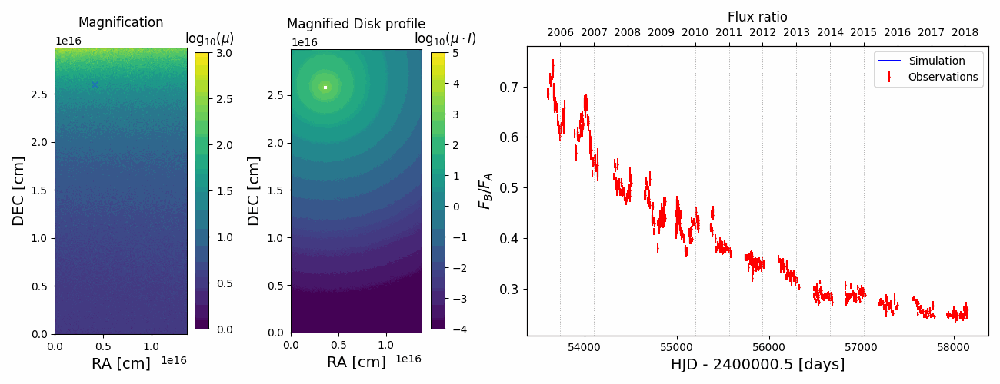 Magnification
1e16
log10(μ)
3.0
2.5
2.0
1.5
1.0
0.5
0.0
2.5
2.0
1.5
1.0
0.5
0.0
DEC [cm]
0.0 0.5 1.0
1e16
RA [cm]
Magnified Disk profile
1e16
log10(μ · I)
5
4
3
2
1
0
−1
−2
−3
−4
2.5
2.0
1.5
1.0
0.5
0.0
DEC [cm]
0.0 0.5 1.0
1e16
RA [cm]
Flux ratio
2006 2007 2008 2009 2010 2011 2012 2013 2014 2015 2016 2017 2018
Simulation
Observations
0.7
0.6
0.5
0.4
0.3
FB/FA
54000 55000 56000 57000 58000
HJD - 2400000.5 [days]